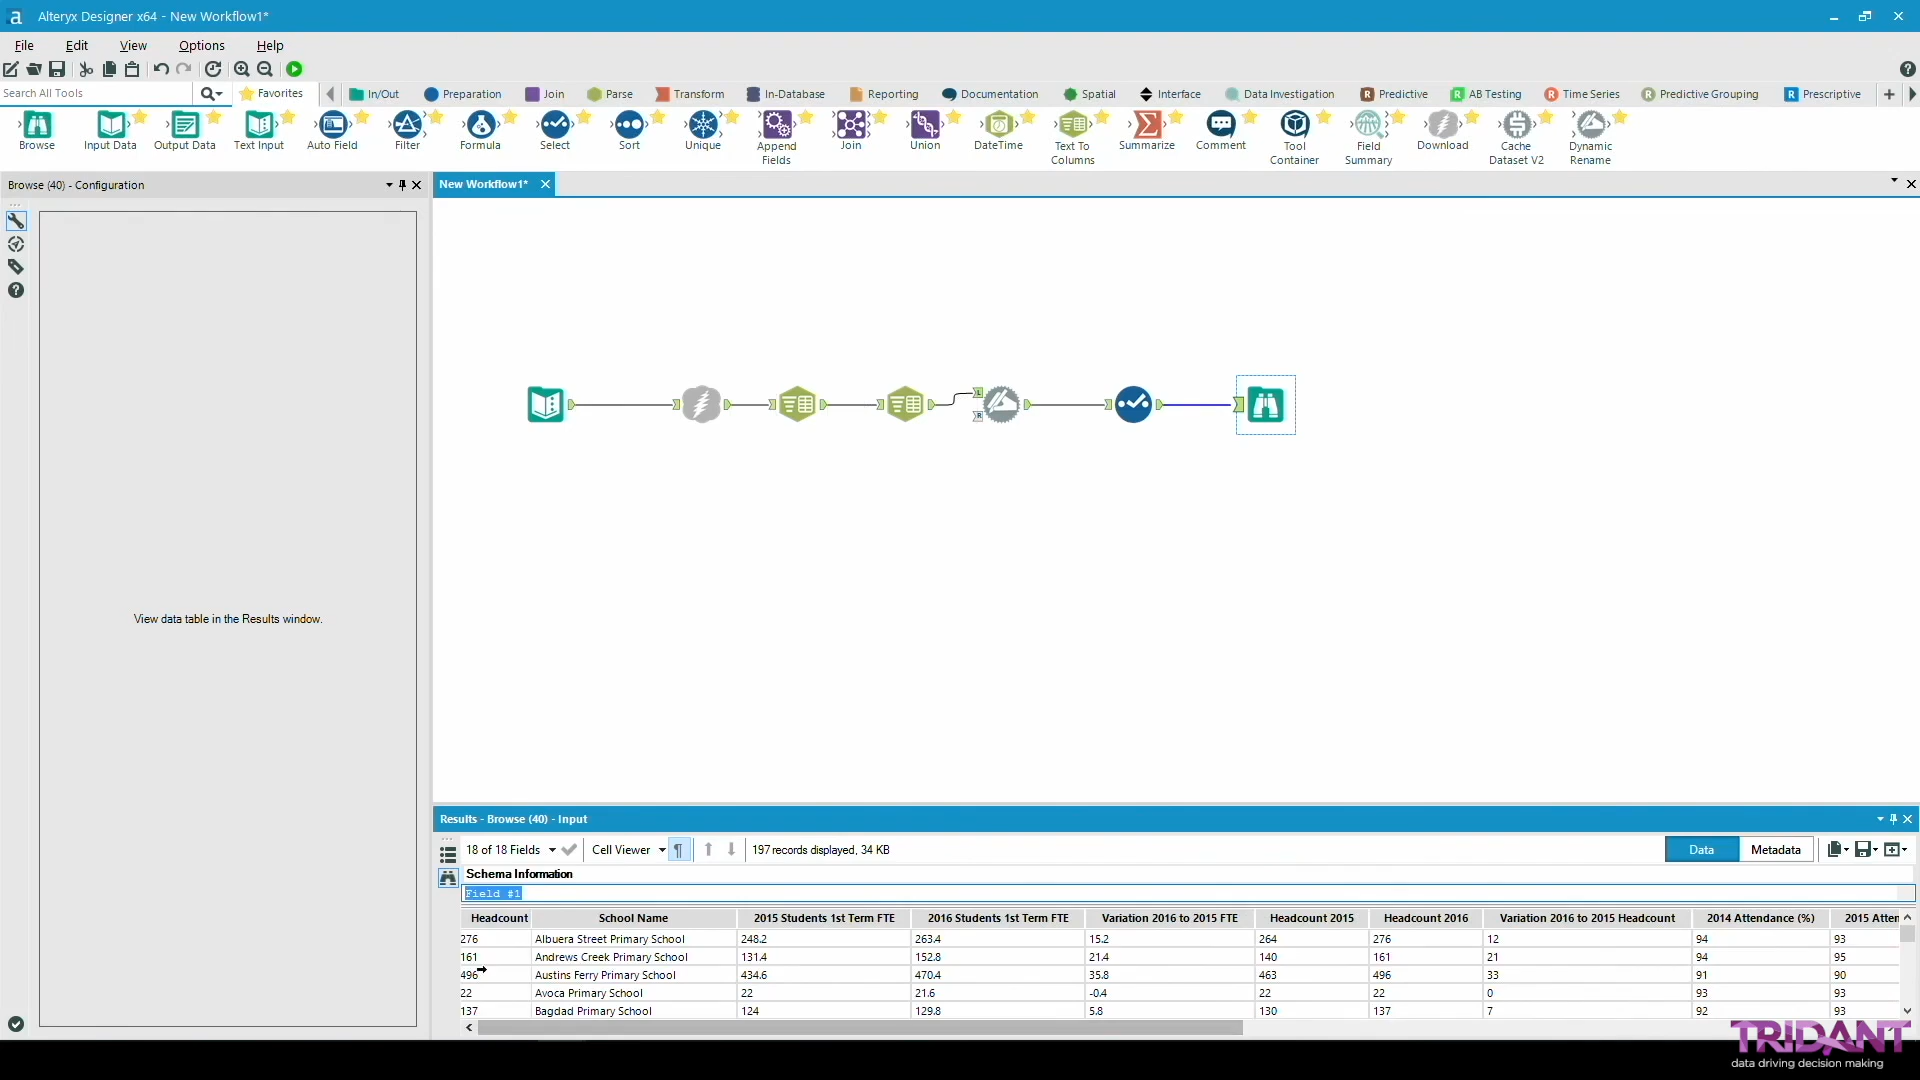 a Alteryx Designer x64 - New Workflow1*
File Edit View Options Help
Search All Tools Favorites In/Out Preparation Join Parse Transform In-Database Reporting Documentation Spatial Interface Data Investigation Predictive AB Testing Time Series Predictive Grouping Prescriptive
Browse Input Data Output Data Text Input Auto Field Filter Formula Select Sort Unique Append Fields Join Union DateTime Text To Columns Summarize Comment Tool Container Field Summary Download Cache Dataset V2 Dynamic Rename
Browse (40) - Configuration
New Workflow1*
View data table in the Results window.
L
R
Results - Browse (40) - Input
18 of 18 Fields Cell Viewer 197 records displayed, 34 KB Data Metadata
Schema Information
Field #1
Headcount School Name 2015 Students 1st Term FTE 2016 Students 1st Term FTE Variation 2016 to 2015 FTE Headcount 2015 Headcount 2016 Variation 2016 to 2015 Headcount 2014 Attendance (%) 2015 Atten
276 Albuera Street Primary School 248.2 263.4 15.2 264 276 12 94 93
161 Andrews Creek Primary School 131.4 152.8 21.4 140 161 21 94 95
496 Austins Ferry Primary School 434.6 470.4 35.8 463 496 33 91 90
22 Avoca Primary School 22 21.6 -0.4 22 22 0 93 93
137 Bagdad Primary School 124 129.8 5.8 130 137 7 92 93
TRIDANT
data driving decision making